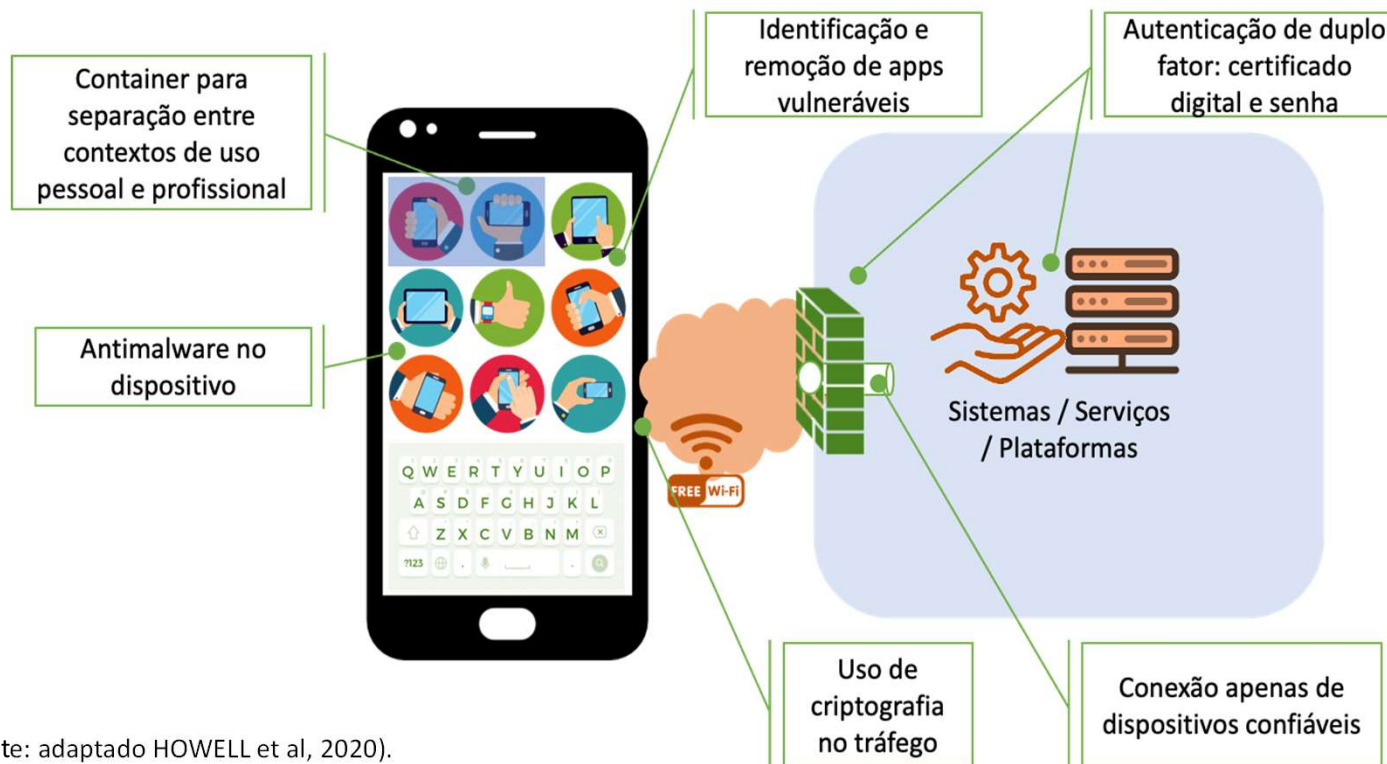 Container para
separação entre
contextos de uso
pessoal e profissional
Identificação e
remoção de apps
vulneráveis
Autenticação de duplo
fator: certificado
digital e senha
Antimalware no
dispositivo
Q W E R T Y U I O P
A S D F G H J K L
Z X C V B N M
?123 , .
FREE Wi-Fi
Sistemas / Serviços
/ Plataformas
Uso de
criptografia
no tráfego
Conexão apenas de
dispositivos confiáveis
te: adaptado HOWELL et al, 2020).